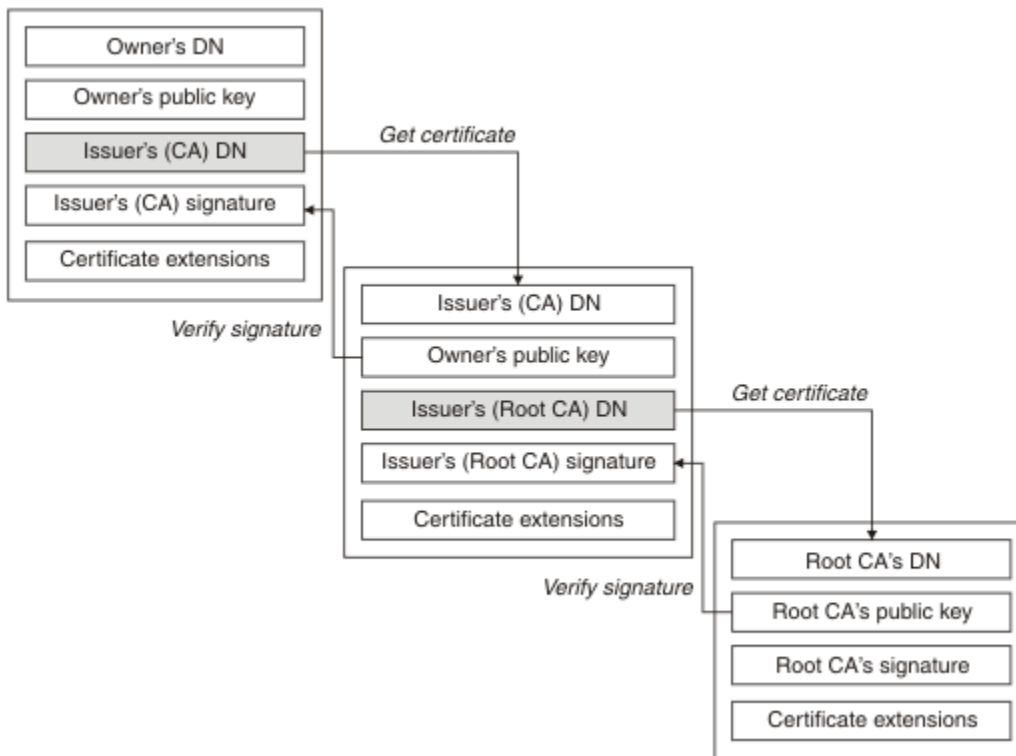 Owner's DN
Owner's public key
Issuer's (CA) DN
Get certificate
Issuer's (CA) signature
Certificate extensions
Issuer's (CA) DN
Verify signature
Owner's public key
Issuer's (Root CA) DN
Get certificate
Issuer's (Root CA) signature
Certificate extensions
Root CA's DN
Verify signature
Root CA's public key
Root CA's signature
Certificate extensions